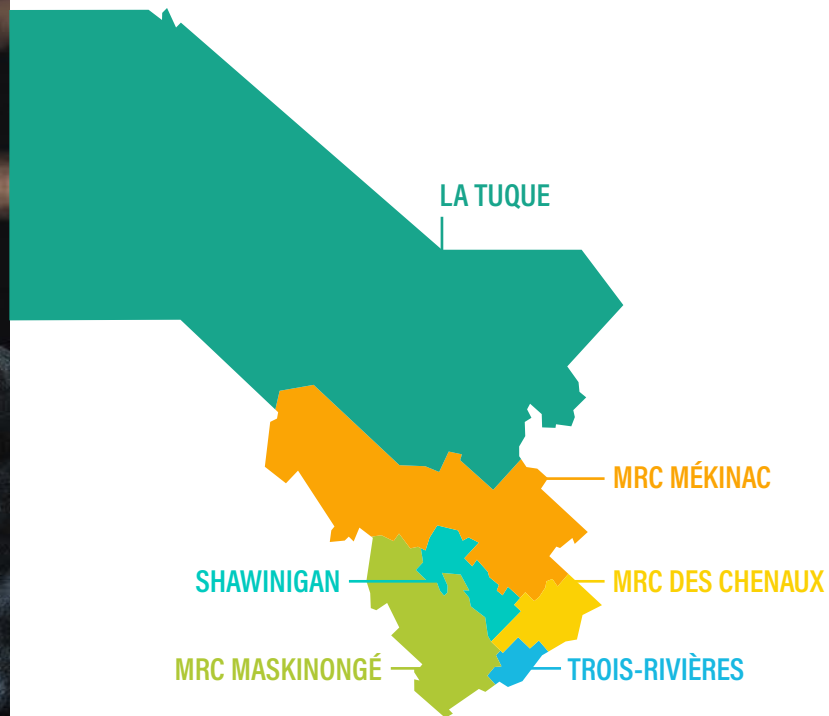 LA TUQUE
MRC MÉKINAC
SHAWINIGAN
MRC DES CHENAUX
MRC MASKINONGÉ
TROIS-RIVIÈRES